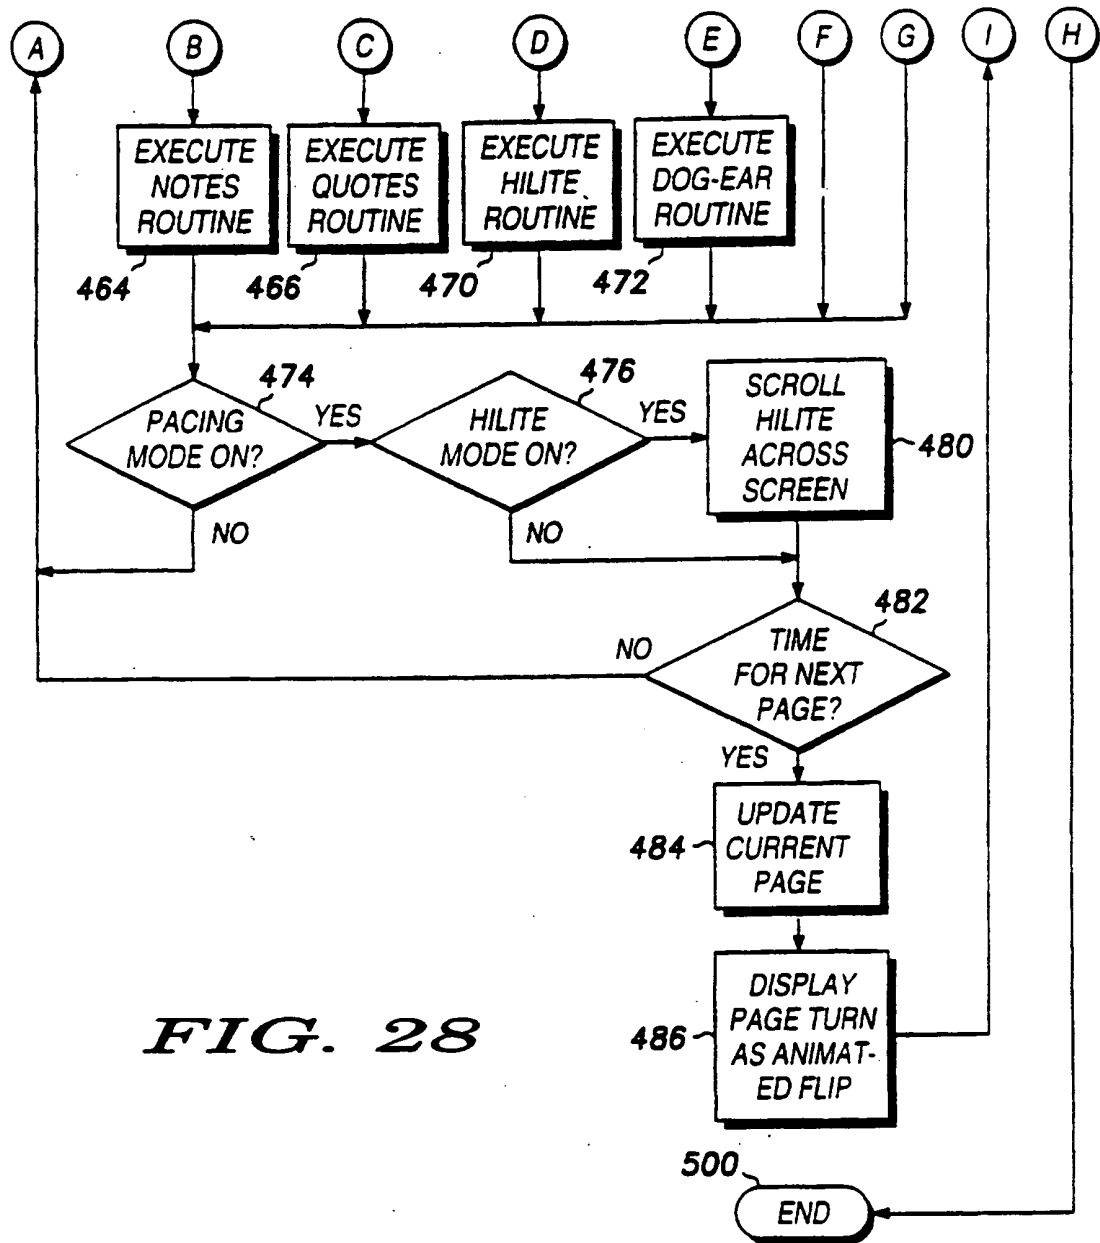 A B C D E F G I H
EXECUTE
NOTES
ROUTINE
464
EXECUTE
QUOTES
ROUTINE
466
EXECUTE
HILITE
ROUTINE
470
EXECUTE
DOG-EAR
ROUTINE
472
PACING
MODE ON?
474
YES
NO
HILITE
MODE ON?
476
YES
NO
SCROLL
HILITE
ACROSS
SCREEN
480
TIME
FOR NEXT
PAGE?
482
NO
YES
UPDATE
CURRENT
PAGE
484
DISPLAY
PAGE TURN
AS ANIMAT-
ED FLIP
486
FIG. 28
500
END